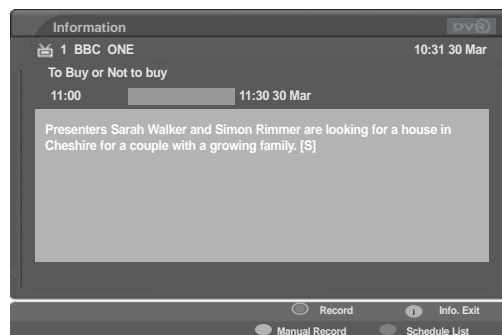 Information DVR
1 BBC ONE 10:31 30 Mar
To Buy or Not to buy
11:00 11:30 30 Mar
Presenters Sarah Walker and Simon Rimmer are looking for a house in
Cheshire for a couple with a growing family. [S]
Record i Info. Exit
Manual Record Schedule List